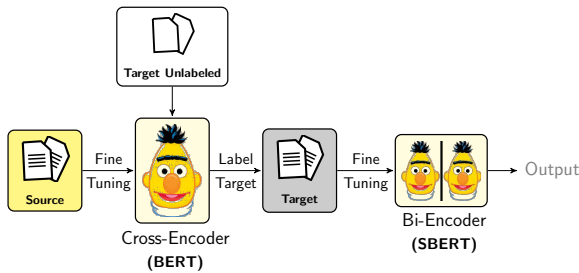 Target Unlabeled
Source
Fine
Tuning
Label
Target
Target
Fine
Tuning
Output
Cross-Encoder
(BERT)
Bi-Encoder
(SBERT)